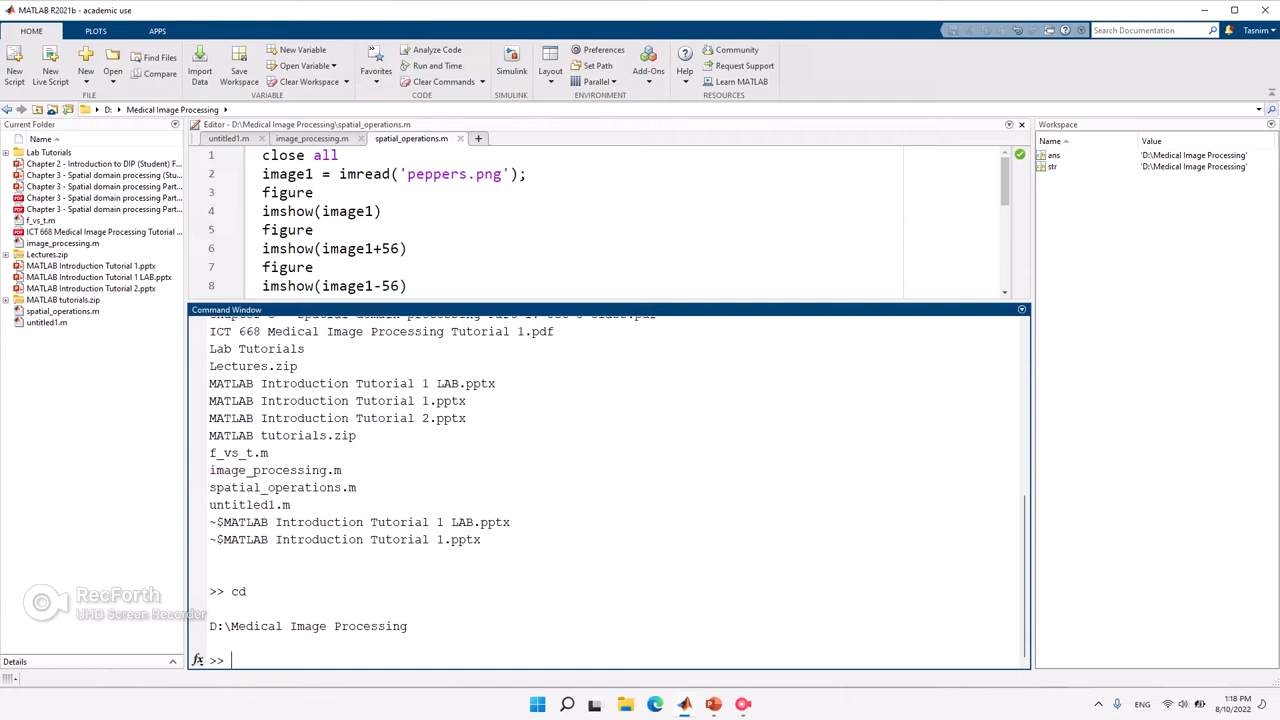 MATLAB R2021b - academic use
HOME PLOTS APPS
Search Documentation Tasnim
New Script
New Live Script
New
Open
Find Files
Compare
FILE
Import Data
Save Workspace
New Variable
Open Variable
Clear Workspace
VARIABLE
Favorites
Analyze Code
Run and Time
Clear Commands
CODE
Simulink
SIMULINK
Layout
Preferences
Set Path
Parallel
Add-Ons
ENVIRONMENT
Help
Community
Request Support
Learn MATLAB
RESOURCES
D: Medical Image Processing
Current Folder
Name
Lab Tutorials
Chapter 2 - Introduction to DIP (Student) F...
Chapter 3 - Spatial domain processing (Stu...
Chapter 3 - Spatial domain processing Part...
Chapter 3 - Spatial domain processing Part...
Chapter 3 - Spatial domain processing Part...
f_vs_t.m
ICT 668 Medical Image Processing Tutorial ...
image_processing.m
Lectures.zip
MATLAB Introduction Tutorial 1.pptx
MATLAB Introduction Tutorial 1 LAB.pptx
MATLAB Introduction Tutorial 2.pptx
MATLAB tutorials.zip
spatial_operations.m
untitled1.m
Details
Editor - D:\Medical Image Processing\spatial_operations.m
untitled1.m image_processing.m spatial_operations.m
1 close all
2 image1 = imread('peppers.png');
3 figure
4 imshow(image1)
5 figure
6 imshow(image1+56)
7 figure
8 imshow(image1-56)
Command Window
ICT 668 Medical Image Processing Tutorial 1.pdf
Lab Tutorials
Lectures.zip
MATLAB Introduction Tutorial 1 LAB.pptx
MATLAB Introduction Tutorial 1.pptx
MATLAB Introduction Tutorial 2.pptx
MATLAB tutorials.zip
f_vs_t.m
image_processing.m
spatial_operations.m
untitled1.m
~$MATLAB Introduction Tutorial 1 LAB.pptx
~$MATLAB Introduction Tutorial 1.pptx
>> cd
D:\Medical Image Processing
fx >>
Workspace
Name Value
ans 'D:\Medical Image Processing'
str 'D:\Medical Image Processing'
RecForth
UHD Screen Recorder
ENG
1:18 PM
8/10/2022